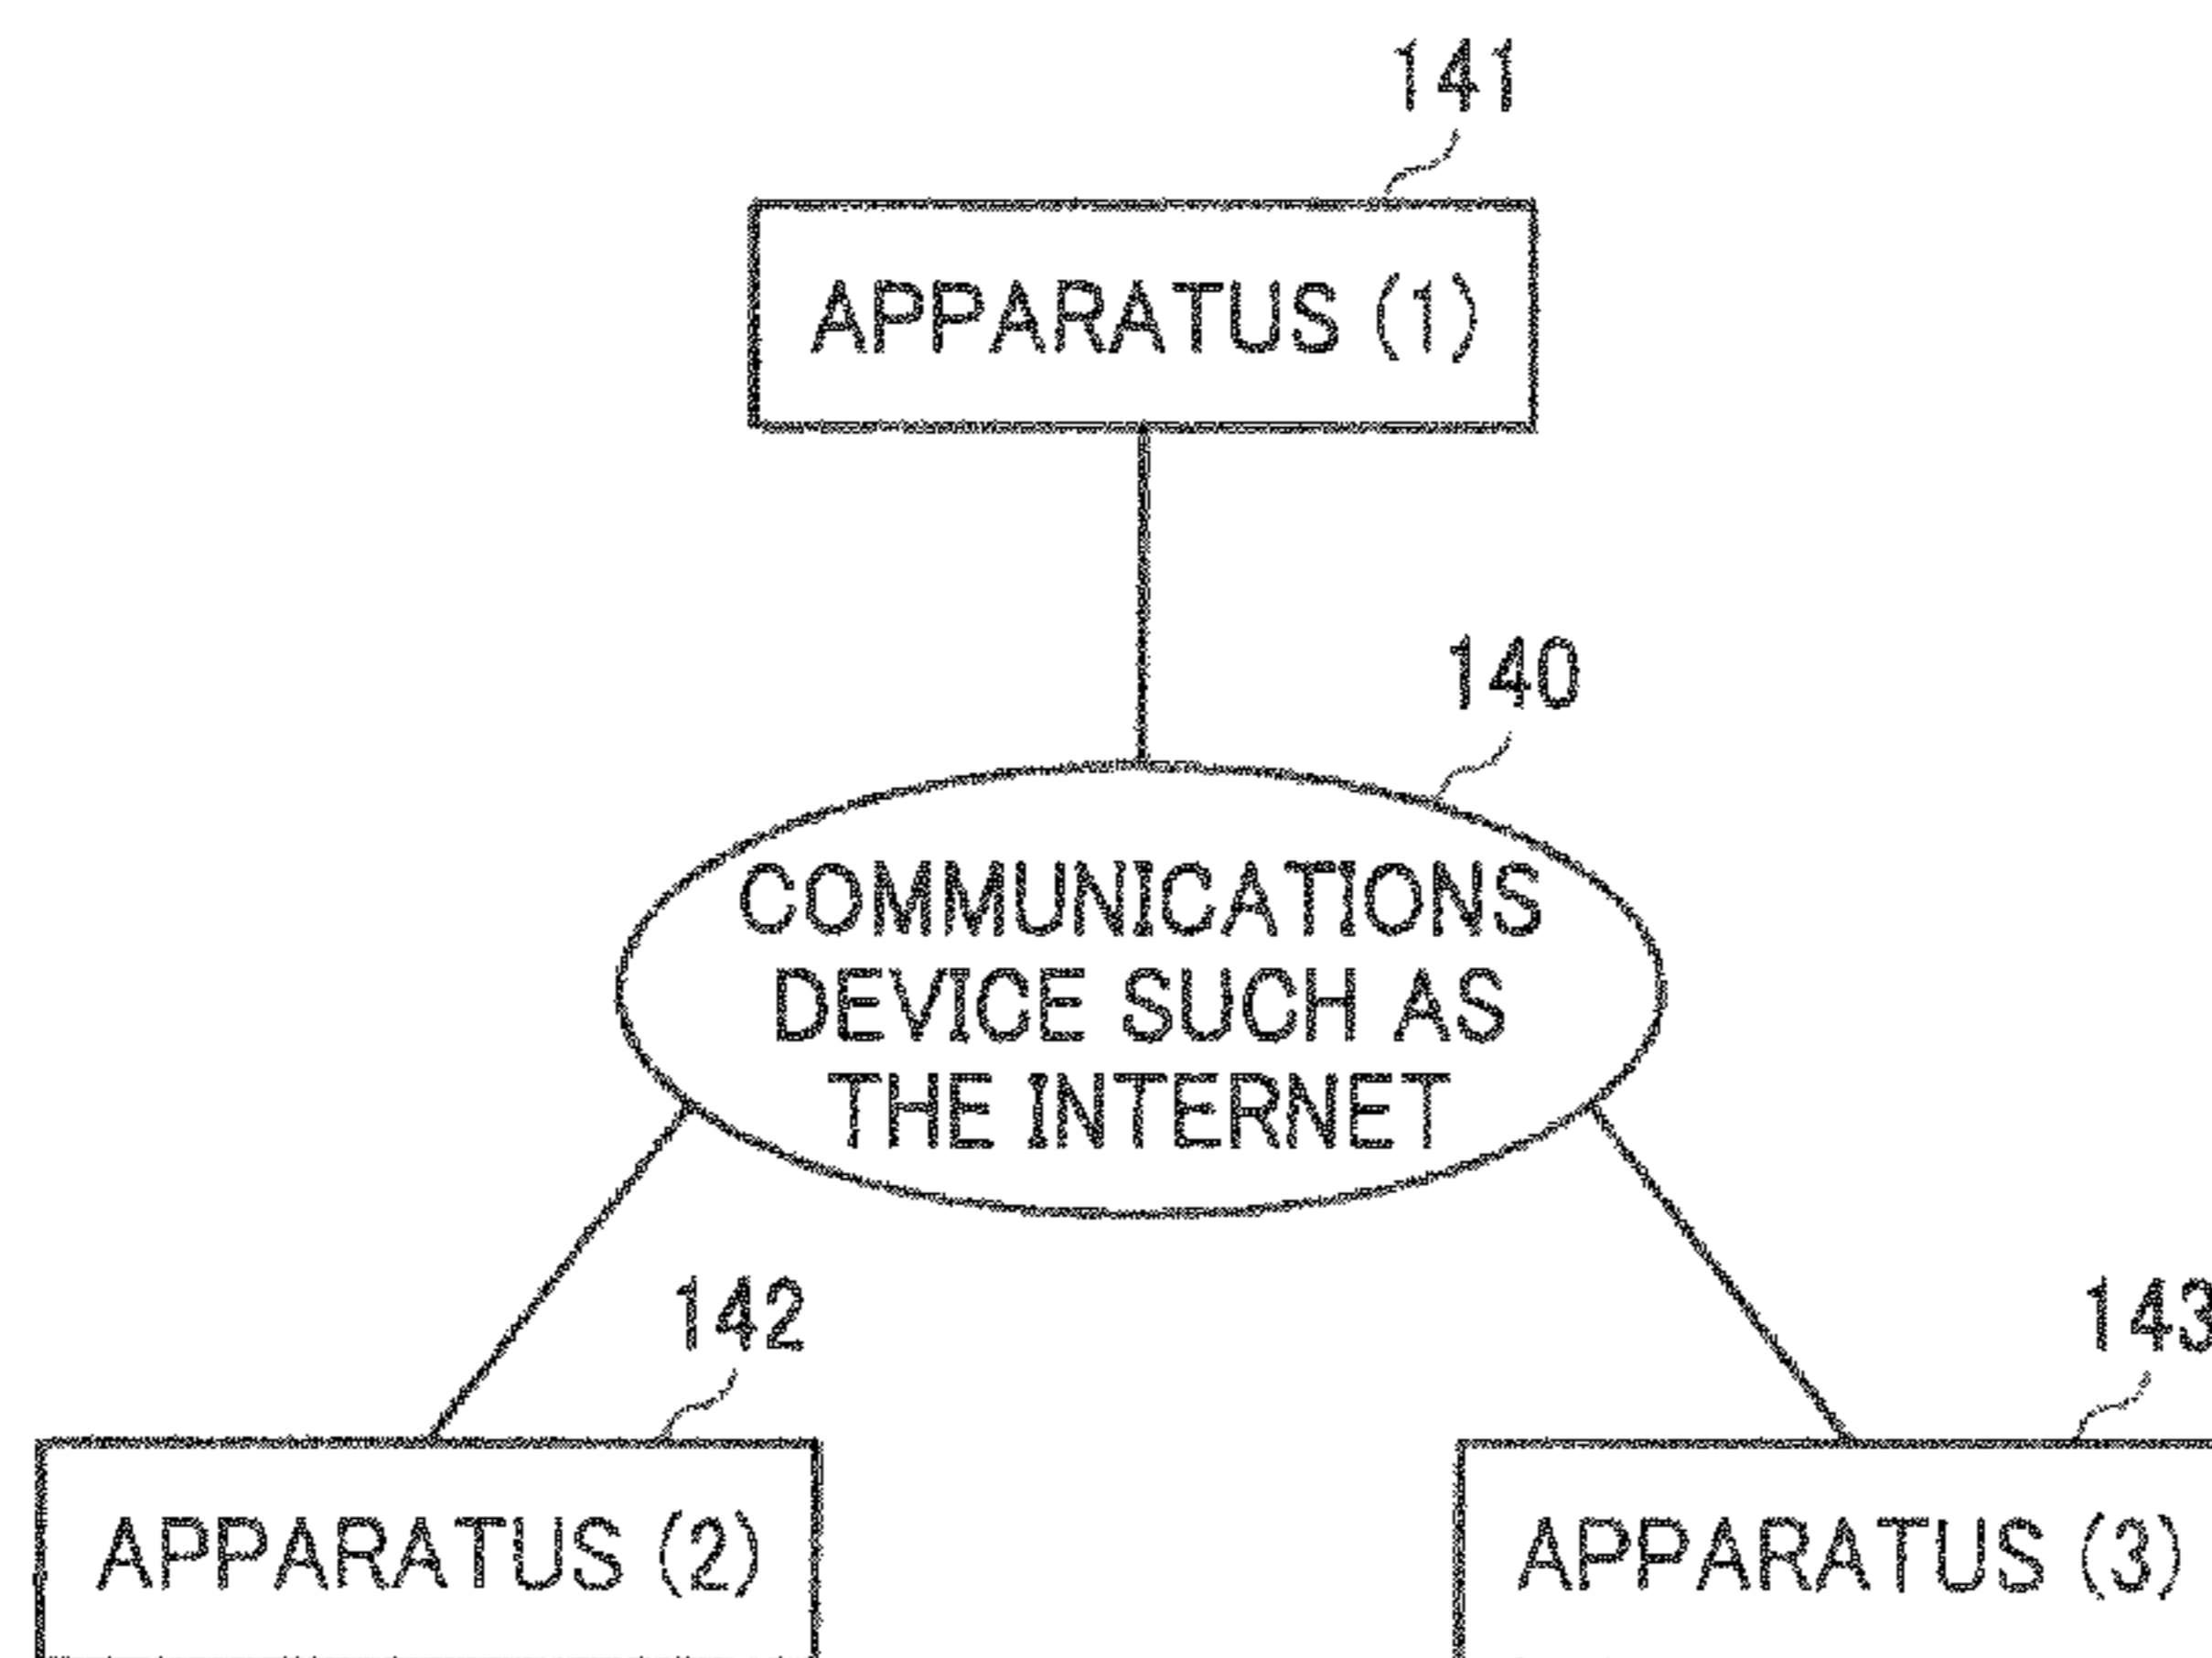 141
APPARATUS (1)
140
COMMUNICATIONS
DEVICE SUCH AS
THE INTERNET
142
143
APPARATUS (2)
APPARATUS (3)